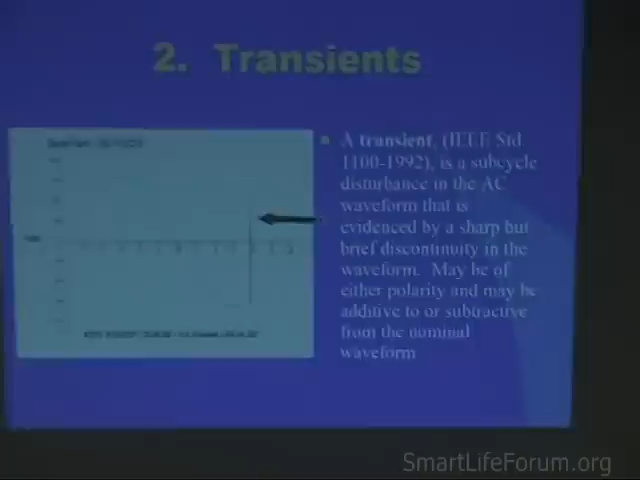 2. Transients
A transient, (IEEE Std
1100-1992), is a subcycle
disturbance in the AC
waveform that is
evidenced by a sharp but
brief discontinuity in the
waveform. May be of
either polarity and may be
additive to or subtractive
from the nominal
waveform
SmartLifeForum.org